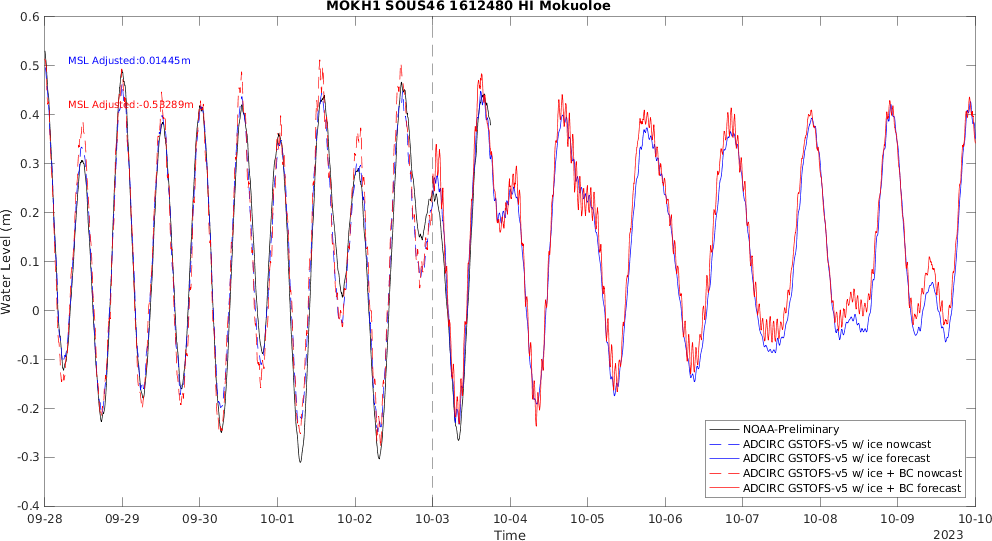 MOKH1 SOUS46 1612480 HI Mokuoloe
0.6
0.5
0.4
0.3
0.2
0.1
0
-0.1
-0.2
-0.3
-0.4
Water Level (m)
MSL Adjusted:0.01445m
MSL Adjusted:-0.53289m
NOAA-Preliminary
ADCIRC GSTOFS-v5 w/ ice nowcast
ADCIRC GSTOFS-v5 w/ ice forecast
ADCIRC GSTOFS-v5 w/ ice + BC nowcast
ADCIRC GSTOFS-v5 w/ ice + BC forecast
09-28 09-29 09-30 10-01 10-02 10-03 10-04 10-05 10-06 10-07 10-08 10-09 10-10
Time
2023